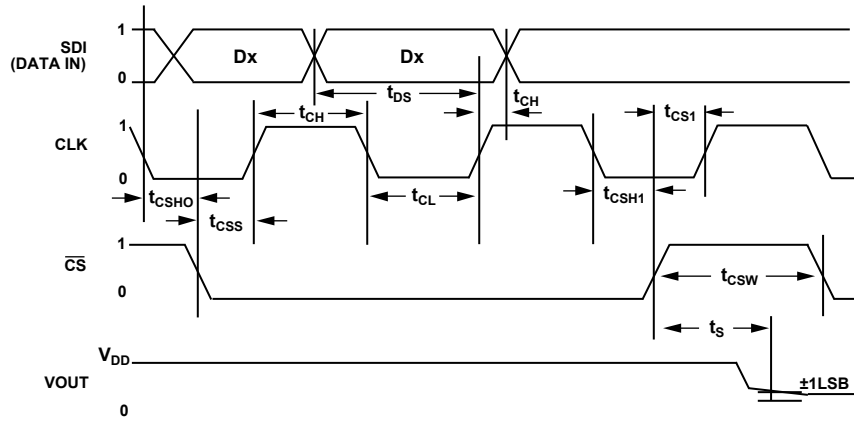 1
SDI
(DATA IN)
Dx
Dx
0
tDS
tCH
tCH
tCS1
1
CLK
0
tCSHO
tCSS
tCL
tCSH1
1
CS
0
tCSW
tS
VDD
VOUT
±1LSB
0